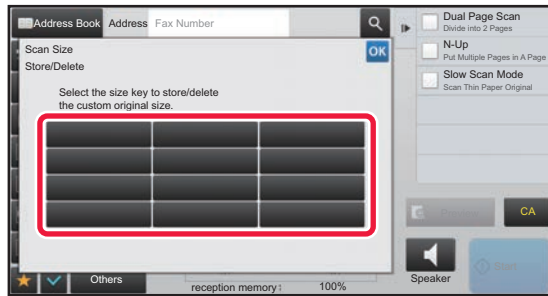 Address Book
Address
Fax Number
Scan Size
OK
Store/Delete
Select the size key to store/delete
the custom original size.
Dual Page Scan
Divide into 2 Pages
N-Up
Put Multiple Pages in A Page
Slow Scan Mode
Scan Thin Paper Original
CA
Speaker
Start
Others
reception memory:
100%